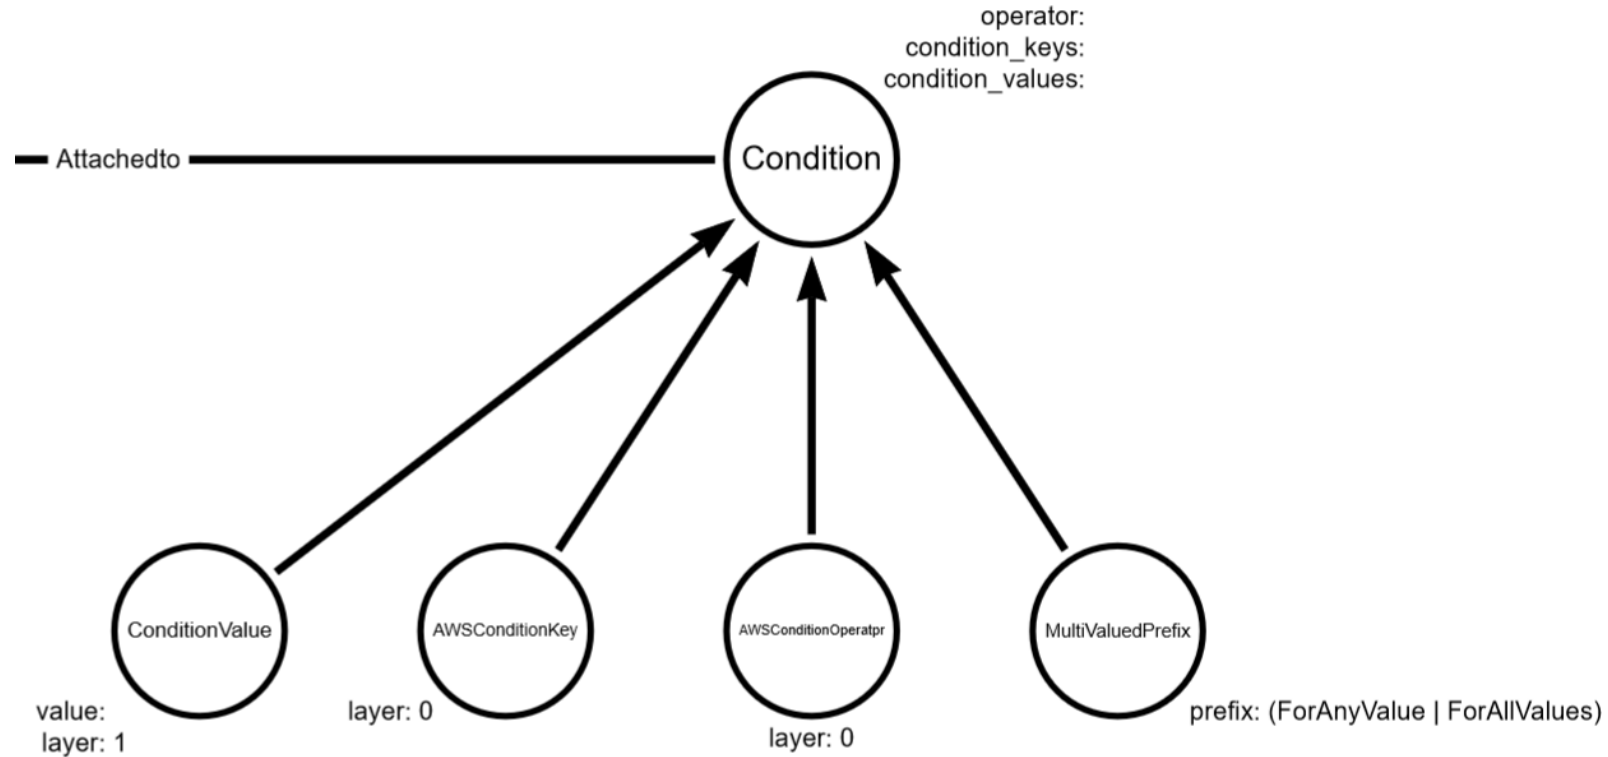 operator:
condition_keys:
condition_values:
Attachedto
Condition
ConditionValue
AWSConditionKey
AWSConditionOperatpr
MultiValuedPrefix
value:
layer: 1
layer: 0
layer: 0
prefix: (ForAnyValue | ForAllValues)